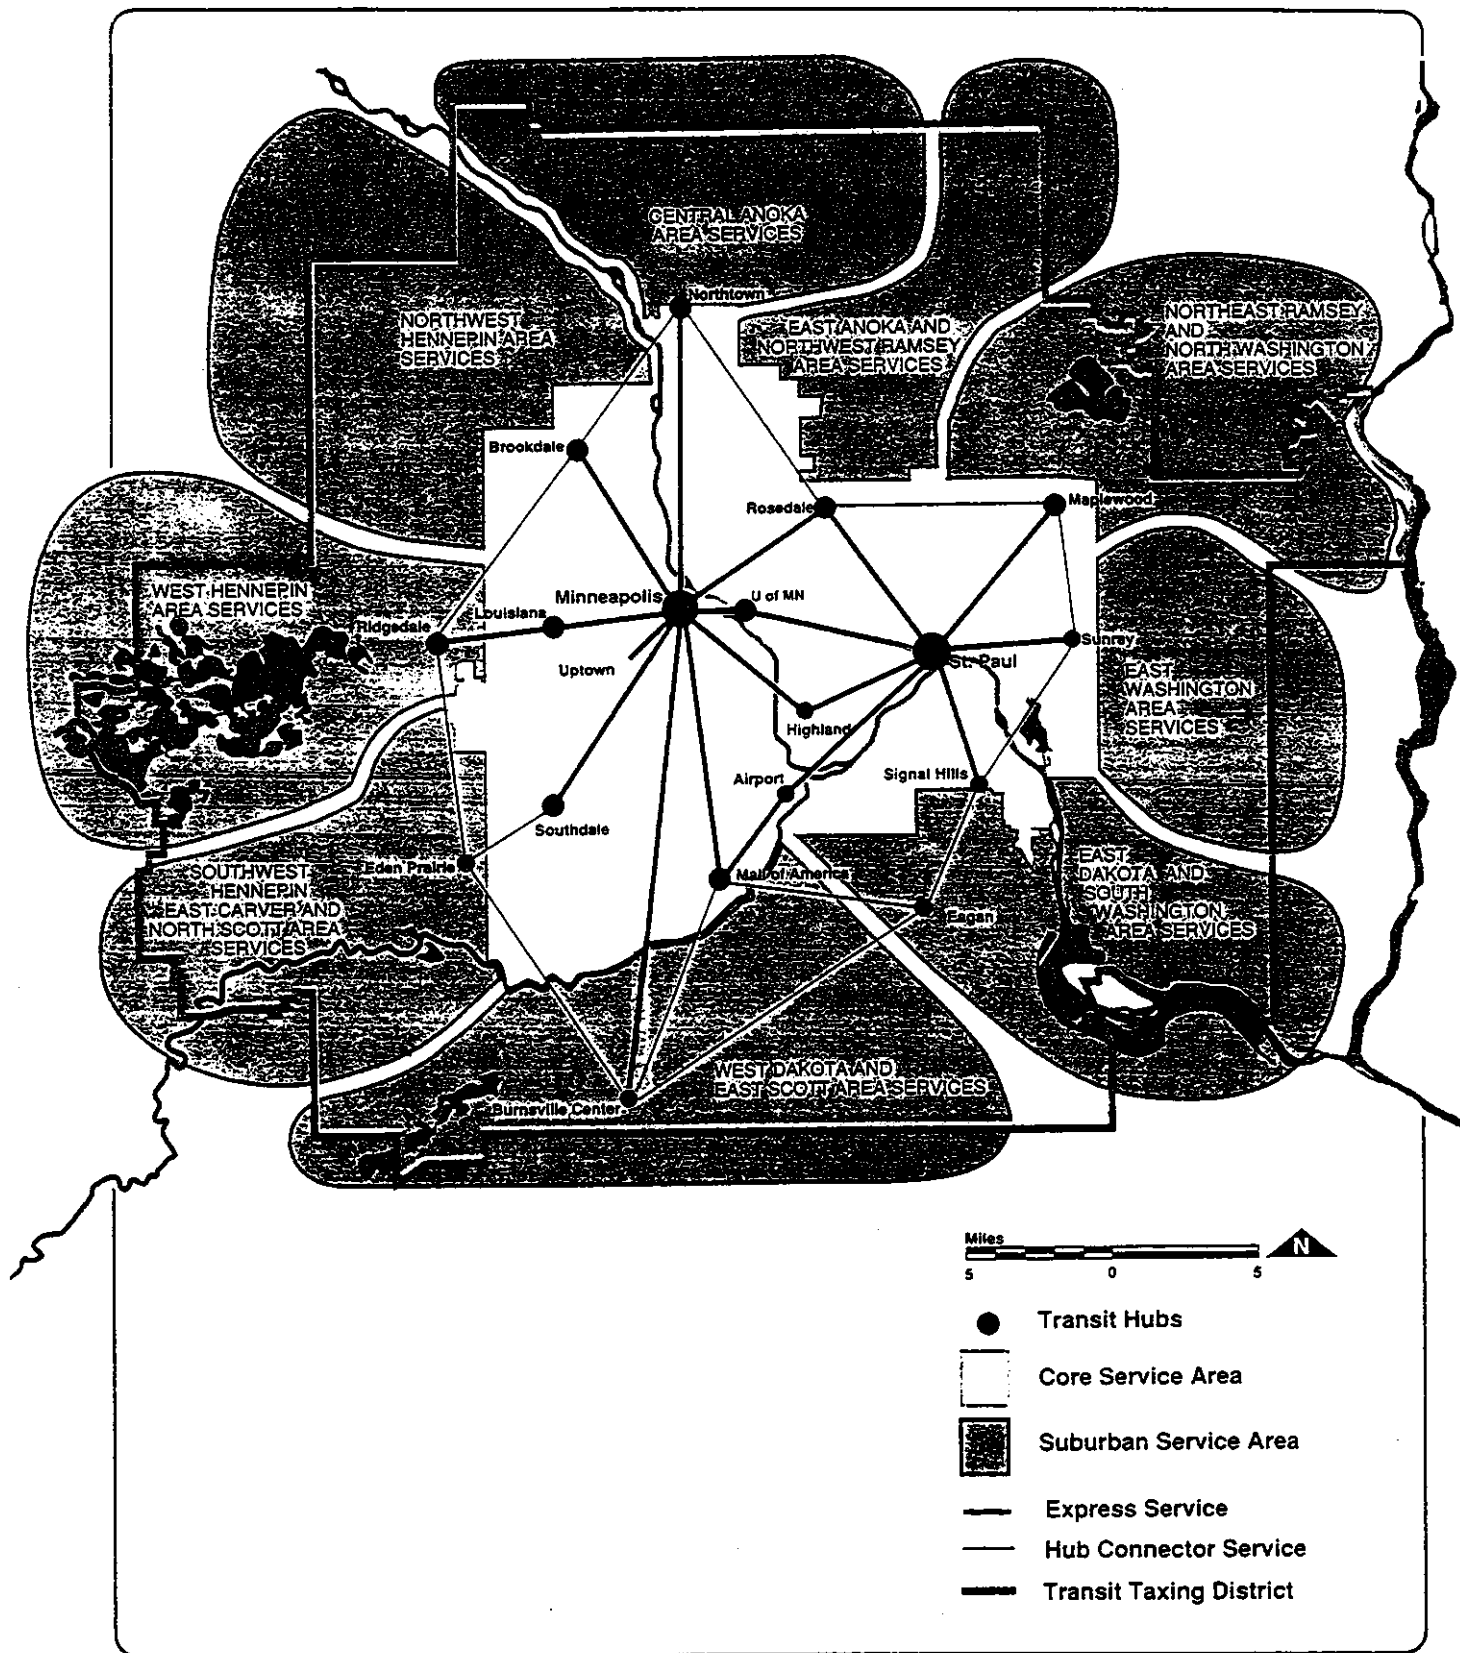 CENTRAL ANOKA
AREA SERVICES
Northtown
NORTHWEST
HENNEPIN AREA
SERVICES
EAST ANOKA AND
NORTHWEST RAMSEY
AREA SERVICES
NORTHEAST RAMSEY
AND
NORTH WASHINGTON
AREA SERVICES
Brookdale
Rosedale
Maplewood
WEST HENNEPIN
AREA SERVICES
Minneapolis
U of MN
Louisiana
Ridgedale
Sunray
St. Paul
Uptown
EAST
WASHINGTON
AREA
SERVICES
Highland
Airport
Signal Hills
Southdale
Eden Prairie
Mall of America
SOUTHWEST
HENNEPIN
EAST CARVER AND
NORTH SCOTT AREA
SERVICES
EAST
DAKOTA AND
SOUTH
WASHINGTON
AREA SERVICES
Eagan
WEST DAKOTA AND
EAST SCOTT AREA SERVICES
Burnsville Center
Miles
N
5 0 5
Transit Hubs
Core Service Area
Suburban Service Area
Express Service
Hub Connector Service
Transit Taxing District